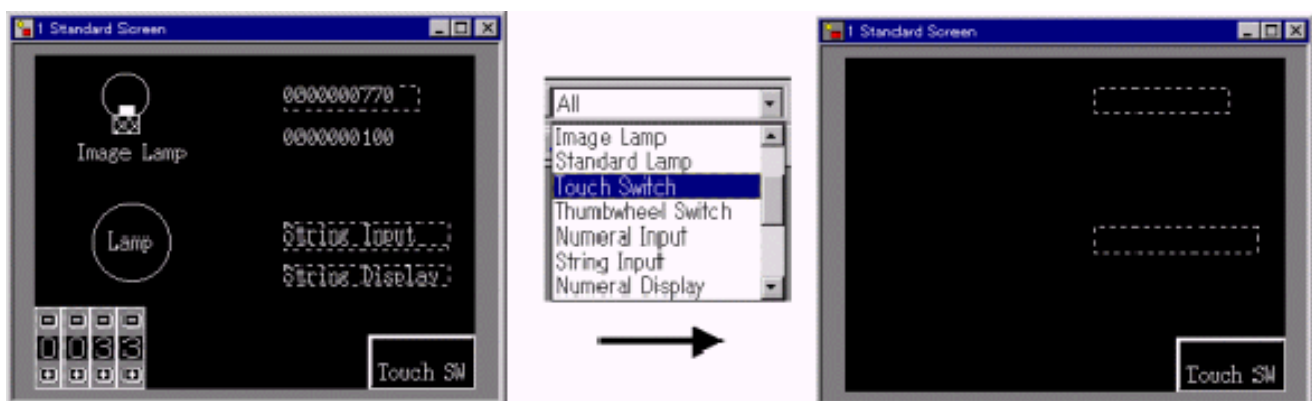 1 Standard Screen
0000000770
0000000100
Image Lamp
Lamp
String Input
String Display
0033
Touch SW
All
Image Lamp
Standard Lamp
Touch Switch
Thumbwheel Switch
Numeral Input
String Input
Numeral Display
1 Standard Screen
Touch SW